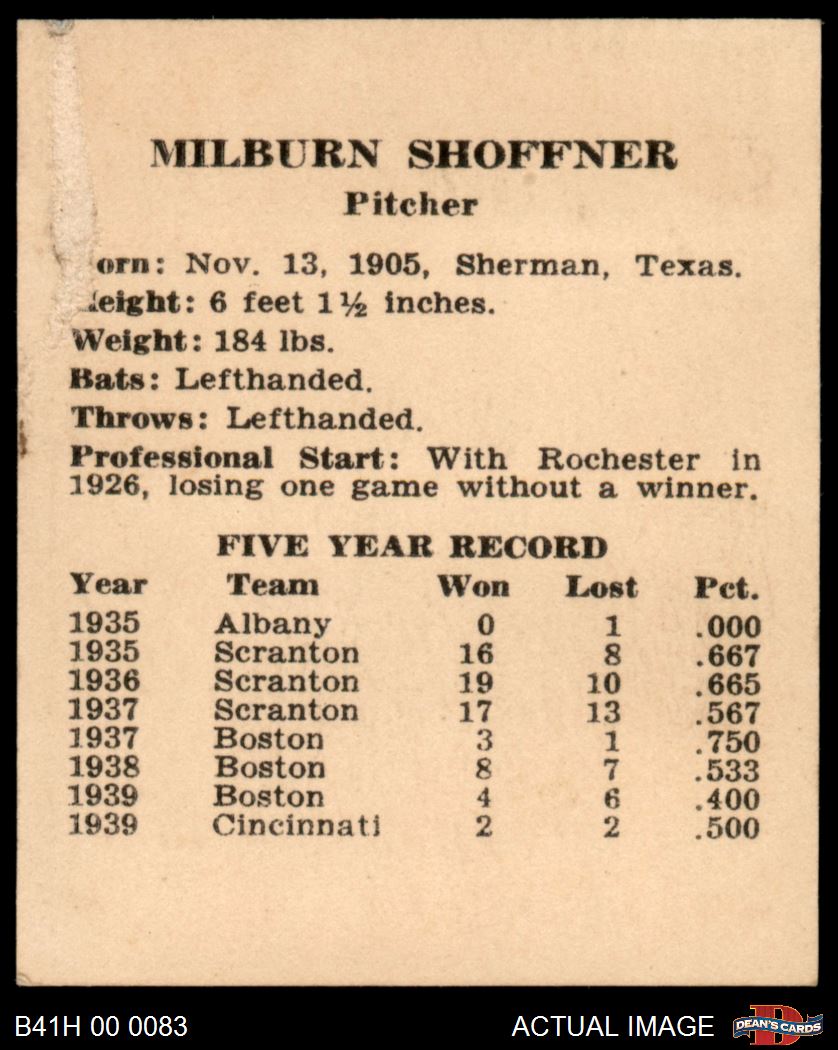 MILBURN SHOFFNER
Pitcher
orn: Nov. 13, 1905, Sherman, Texas.
eight: 6 feet 1½ inches.
Weight: 184 lbs.
Bats: Lefthanded.
Throws: Lefthanded.
Professional Start: With Rochester in
1926, losing one game without a winner.
FIVE YEAR RECORD
Year Team Won Lost Pct.
1935 Albany 0 1 .000
1935 Scranton 16 8 .667
1936 Scranton 19 10 .665
1937 Scranton 17 13 .567
1937 Boston 3 1 .750
1938 Boston 8 7 .533
1939 Boston 4 6 .400
1939 Cincinnati 2 2 .500
B41H 00 0083 ACTUAL IMAGE D DEAN'S CARDS